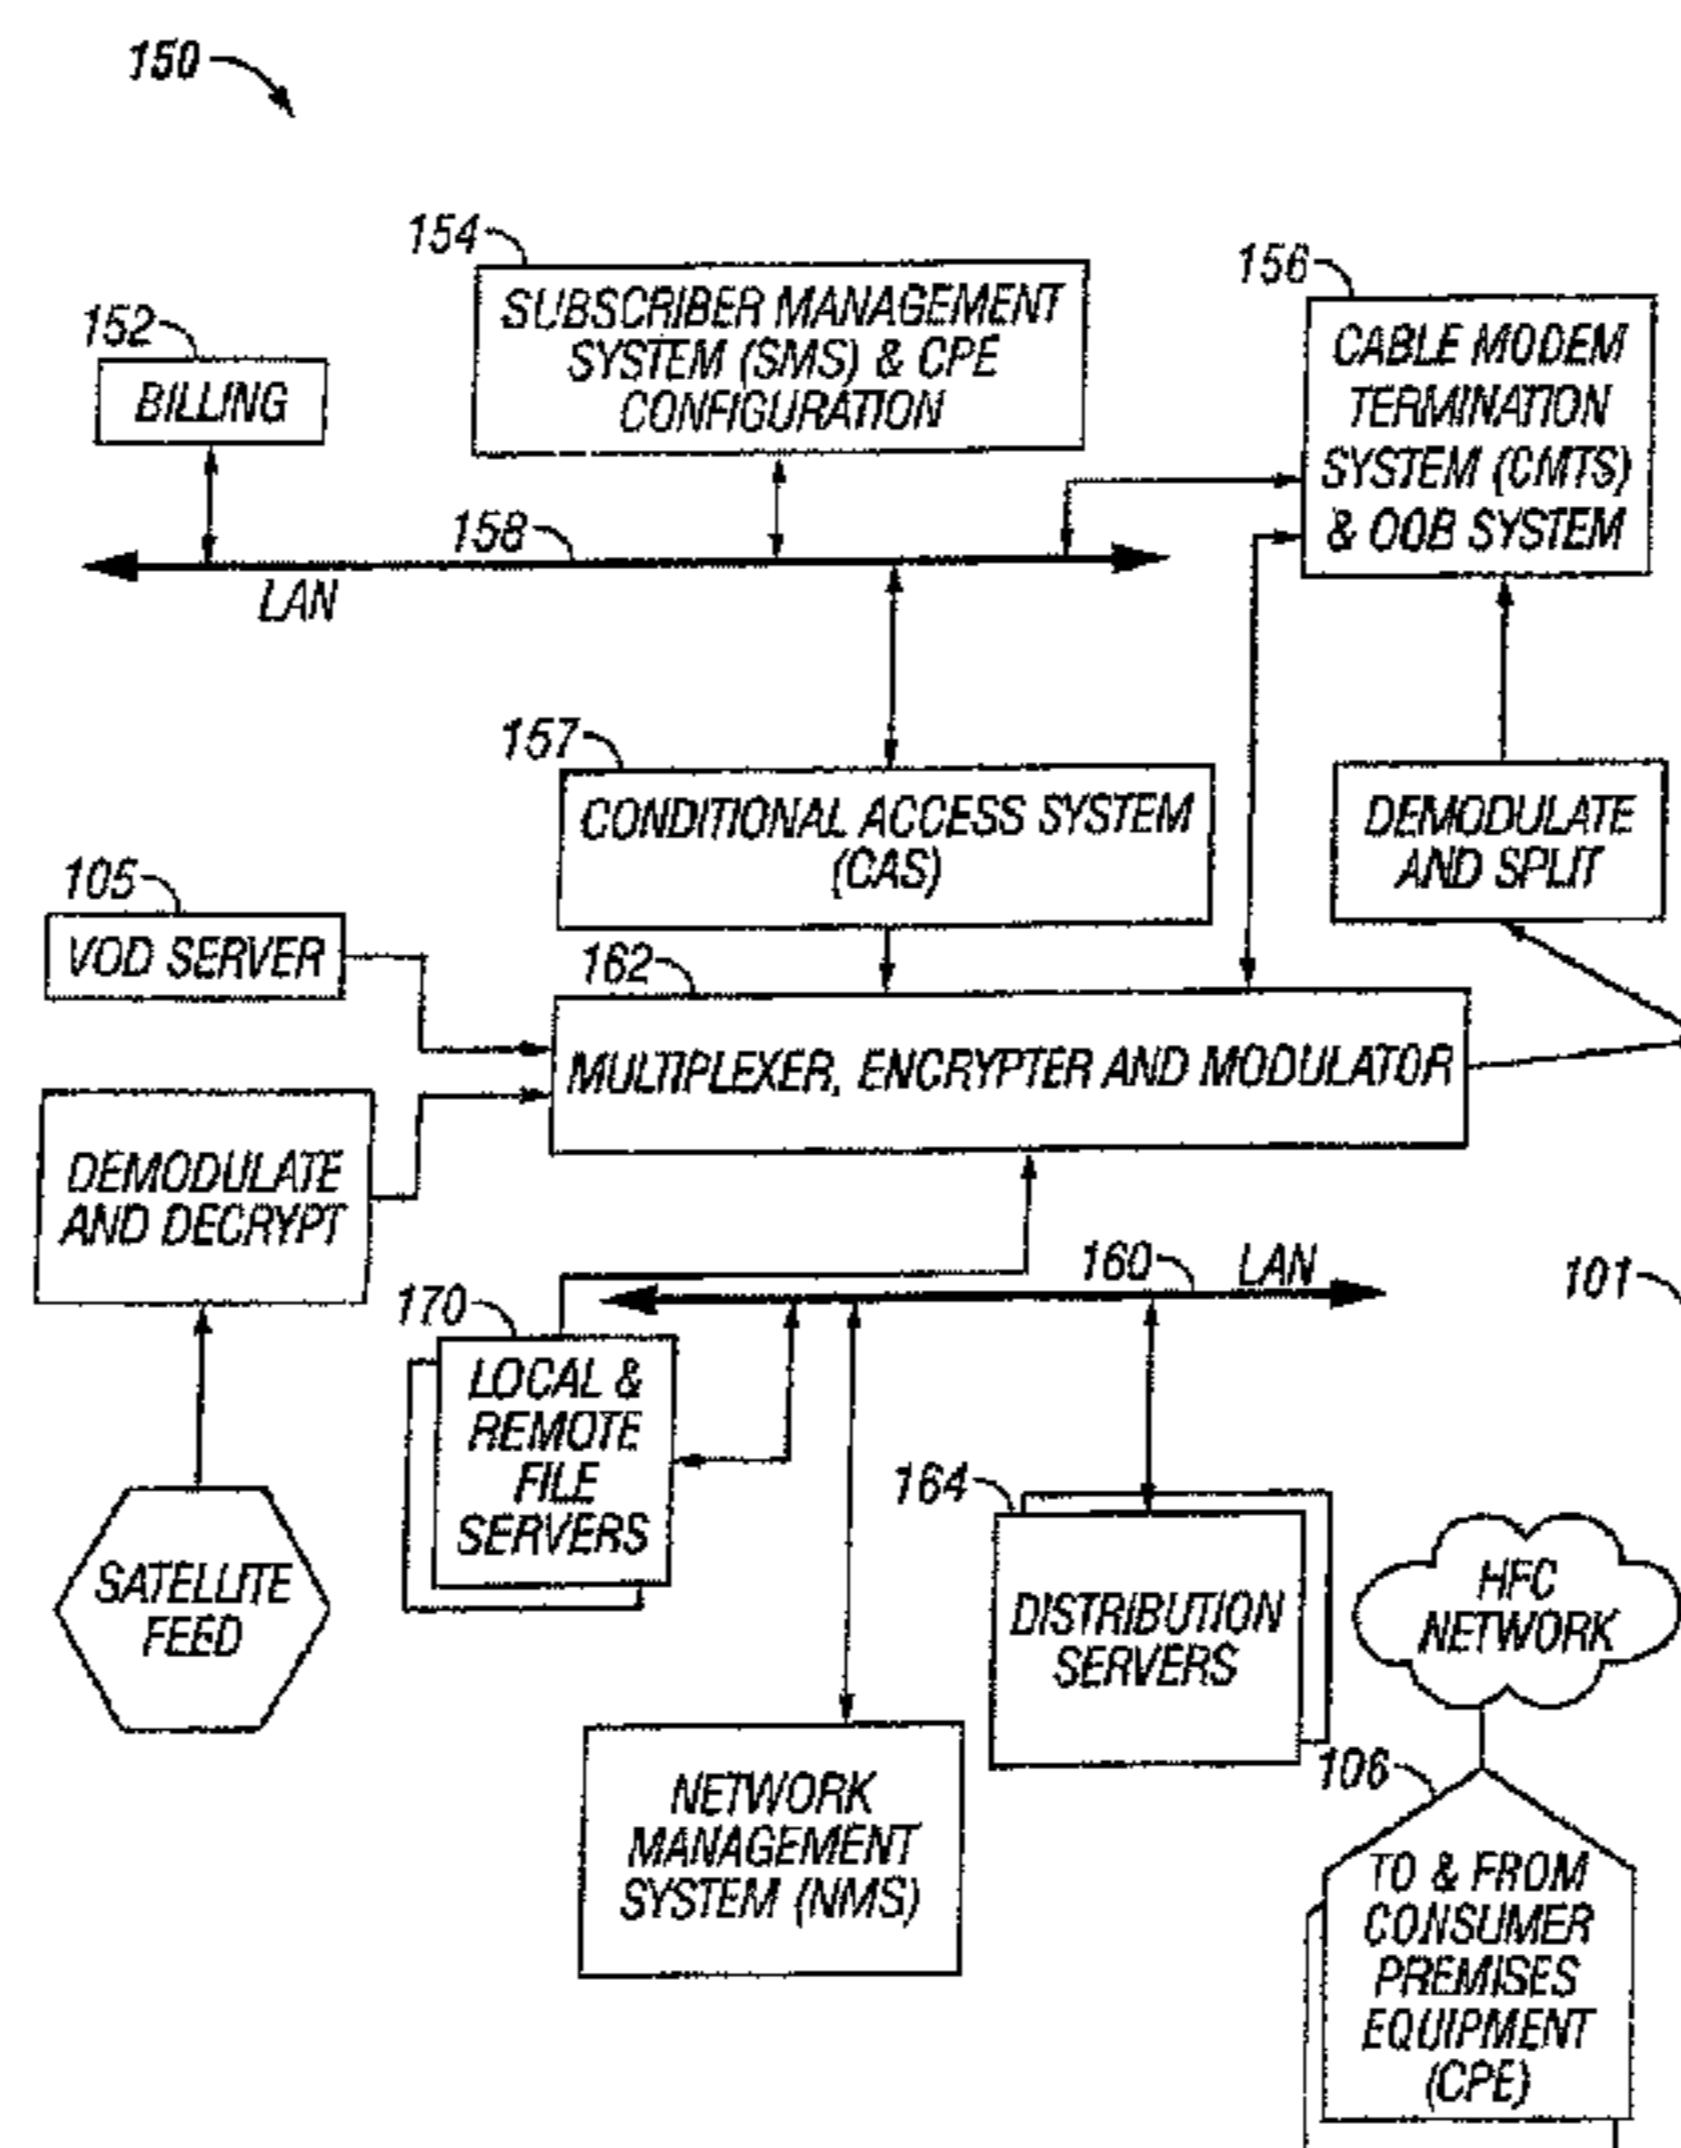 150
154
SUBSCRIBER MANAGEMENT
SYSTEM (SMS) & CPE
CONFIGURATION
156
CABLE MODEM
TERMINATION
SYSTEM (CMTS)
& OOB SYSTEM
152
BILLING
158
LAN
157
CONDITIONAL ACCESS SYSTEM
(CAS)
DEMODULATE
AND SPLIT
105
VOD SERVER
162
MULTIPLEXER, ENCRYPTER AND MODULATOR
DEMODULATE
AND DECRYPT
160
LAN
101
170
LOCAL &
REMOTE
FILE
SERVERS
164
DISTRIBUTION
SERVERS
HFC
NETWORK
SATELLITE
FEED
NETWORK
MANAGEMENT
SYSTEM (NMS)
106
TO & FROM
CONSUMER
PREMISES
EQUIPMENT
(CPE)